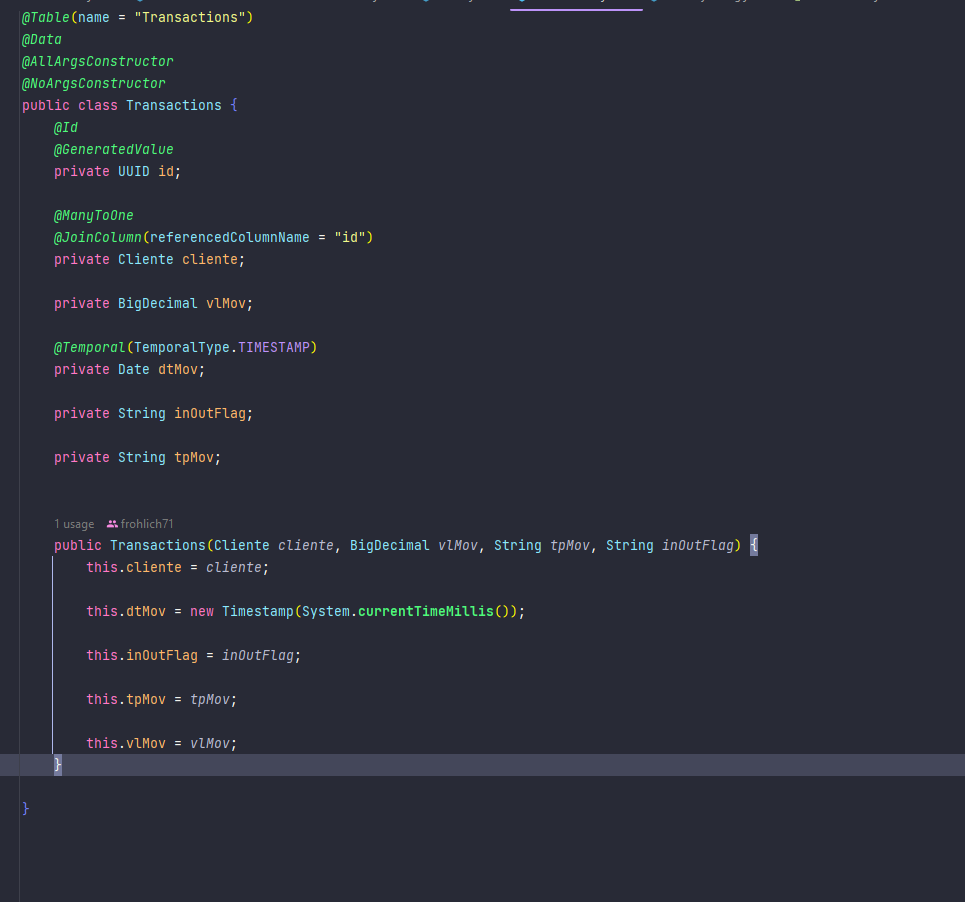 @Table(name = "Transactions")
@Data
@AllArgsConstructor
@NoArgsConstructor
public class Transactions {
@Id
@GeneratedValue
private UUID id;
@ManyToOne
@JoinColumn(referencedColumnName = "id")
private Cliente cliente;
private BigDecimal vlMov;
@Temporal(TemporalType.TIMESTAMP)
private Date dtMov;
private String inOutFlag;
private String tpMov;
1 usage frohlich71
public Transactions(Cliente cliente, BigDecimal vlMov, String tpMov, String inOutFlag) {
this.cliente = cliente;
this.dtMov = new Timestamp(System.currentTimeMillis());
this.inOutFlag = inOutFlag;
this.tpMov = tpMov;
this.vlMov = vlMov;
}
}